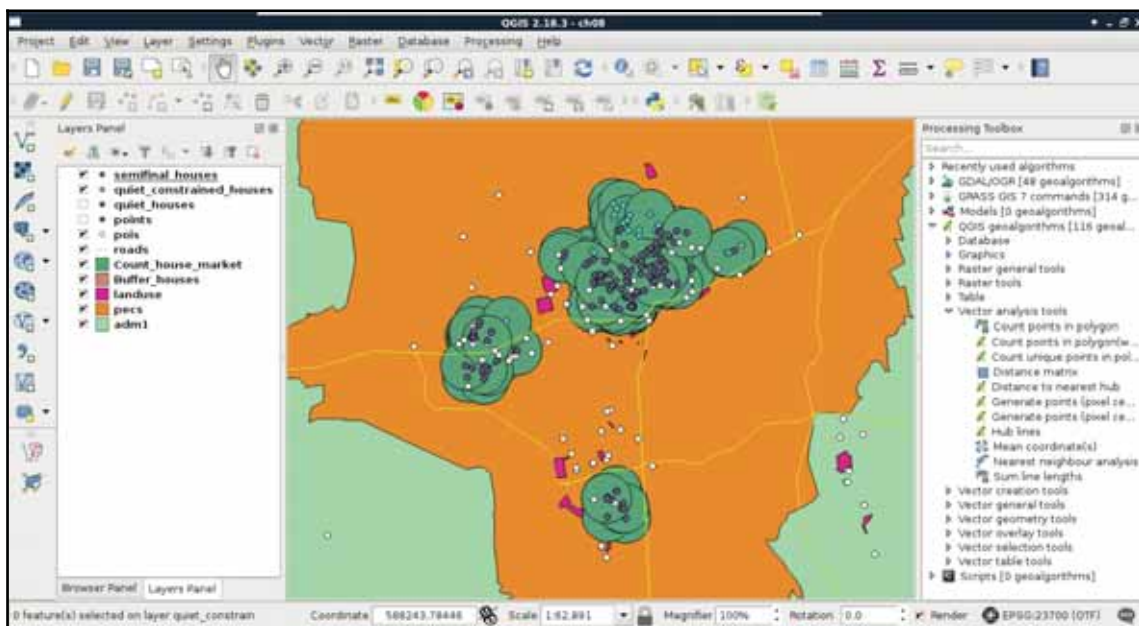 QGIS 2.18.3 - ch08
Project Edit View Layer Settings Plugins Vector Raster Database Processing Help
Layers Panel
semifinal_houses
quiet_constrained_houses
quiet_houses
points
pois
roads
Count_house_market
Buffer_houses
landuse
pecs
adm1
Browser Panel Layers Panel
Processing Toolbox
Search...
Recently used algorithms
GDAL/OGR [48 geoalgorithms]
GRASS GIS 7 commands [314 g...
Models [0 geoalgorithms]
QGIS geoalgorithms [116 geoal...
Database
Graphics
Raster general tools
Raster tools
Table
Vector analysis tools
Count points in polygon
Count points in polygon(w...
Count unique points in pol...
Distance matrix
Distance to nearest hub
Generate points (pixel ce...
Generate points (pixel ce...
Hub lines
Mean coordinate(s)
Nearest neighbour analysis
Sum line lengths
Vector creation tools
Vector general tools
Vector geometry tools
Vector overlay tools
Vector selection tools
Vector table tools
Scripts [0 geoalgorithms]
0 feature(s) selected on layer quiet_constrain Coordinate 588243,78446 Scale 1:62,891 Magnifier 100% Rotation 0.0 Render EPSG:23700 (OTF)